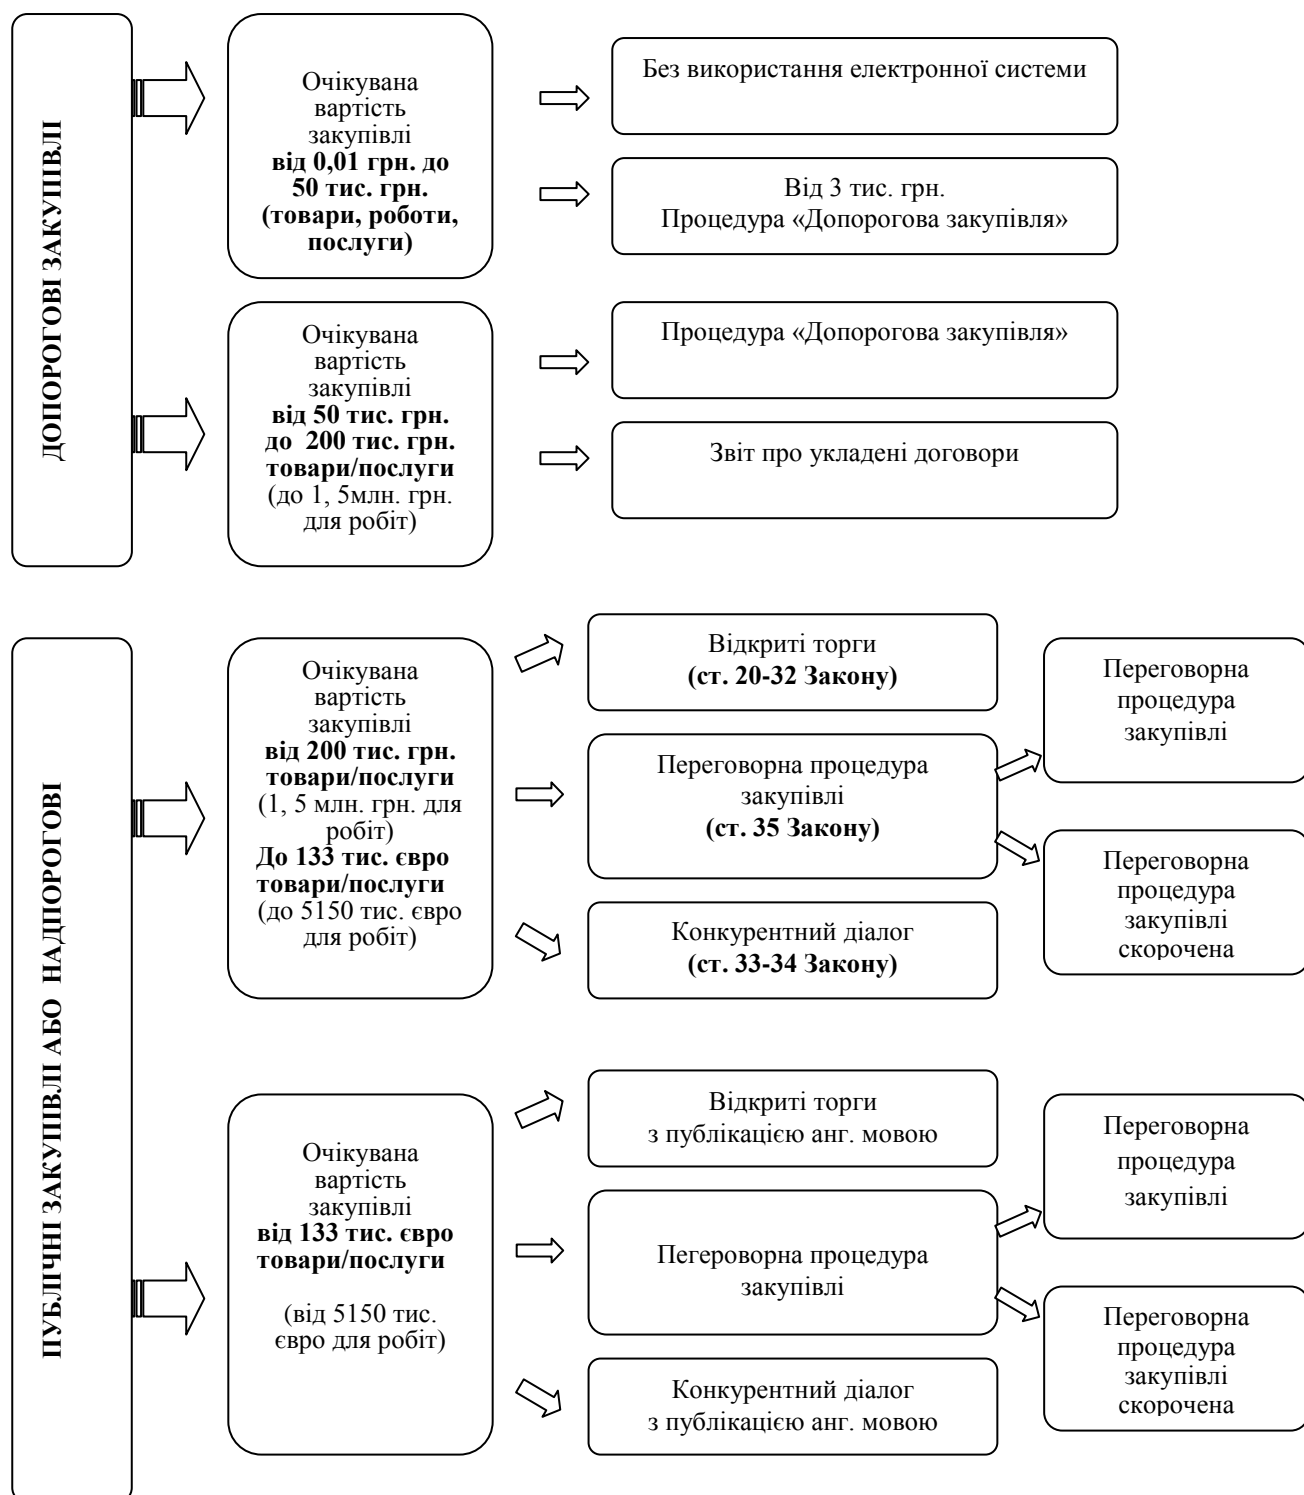 ДОПОРОГОВІ ЗАКУПІВЛІ
Очікувана
вартість
закупівлі
від 0,01 грн. до
50 тис. грн.
(товари, роботи,
послуги)
Без використання електронної системи
Від 3 тис. грн.
Процедура «Допорогова закупівля»
Очікувана
вартість
закупівлі
від 50 тис. грн.
до 200 тис. грн.
товари/послуги
(до 1, 5млн. грн.
для робіт)
Процедура «Допорогова закупівля»
Звіт про укладені договори
ПУБЛІЧНІ ЗАКУПІВЛІ АБО НАДПОРОГОВІ
Очікувана
вартість
закупівлі
від 200 тис. грн.
товари/послуги
(1, 5 млн. грн. для
робіт)
До 133 тис. євро
товари/послуги
(до 5150 тис. євро
для робіт)
Відкриті торги
(ст. 20-32 Закону)
Переговорна процедура
закупівлі
(ст. 35 Закону)
Конкурентний діалог
(ст. 33-34 Закону)
Переговорна
процедура
закупівлі
Переговорна
процедура
закупівлі
скорочена
Очікувана
вартість
закупівлі
від 133 тис. євро
товари/послуги
(від 5150 тис.
євро для робіт)
Відкриті торги
з публікацією анг. мовою
Пегероворна процедура
закупівлі
Конкурентний діалог
з публікацією анг. мовою
Переговорна
процедура
закупівлі
Переговорна
процедура
закупівлі
скорочена